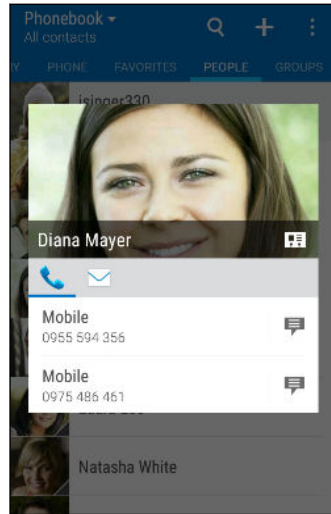 Phonebook
All contacts
Y PHONE FAVORITES PEOPLE GROUPS
isinger330
Diana Mayer
Mobile
0955 594 356
Mobile
0975 486 461
Natasha White